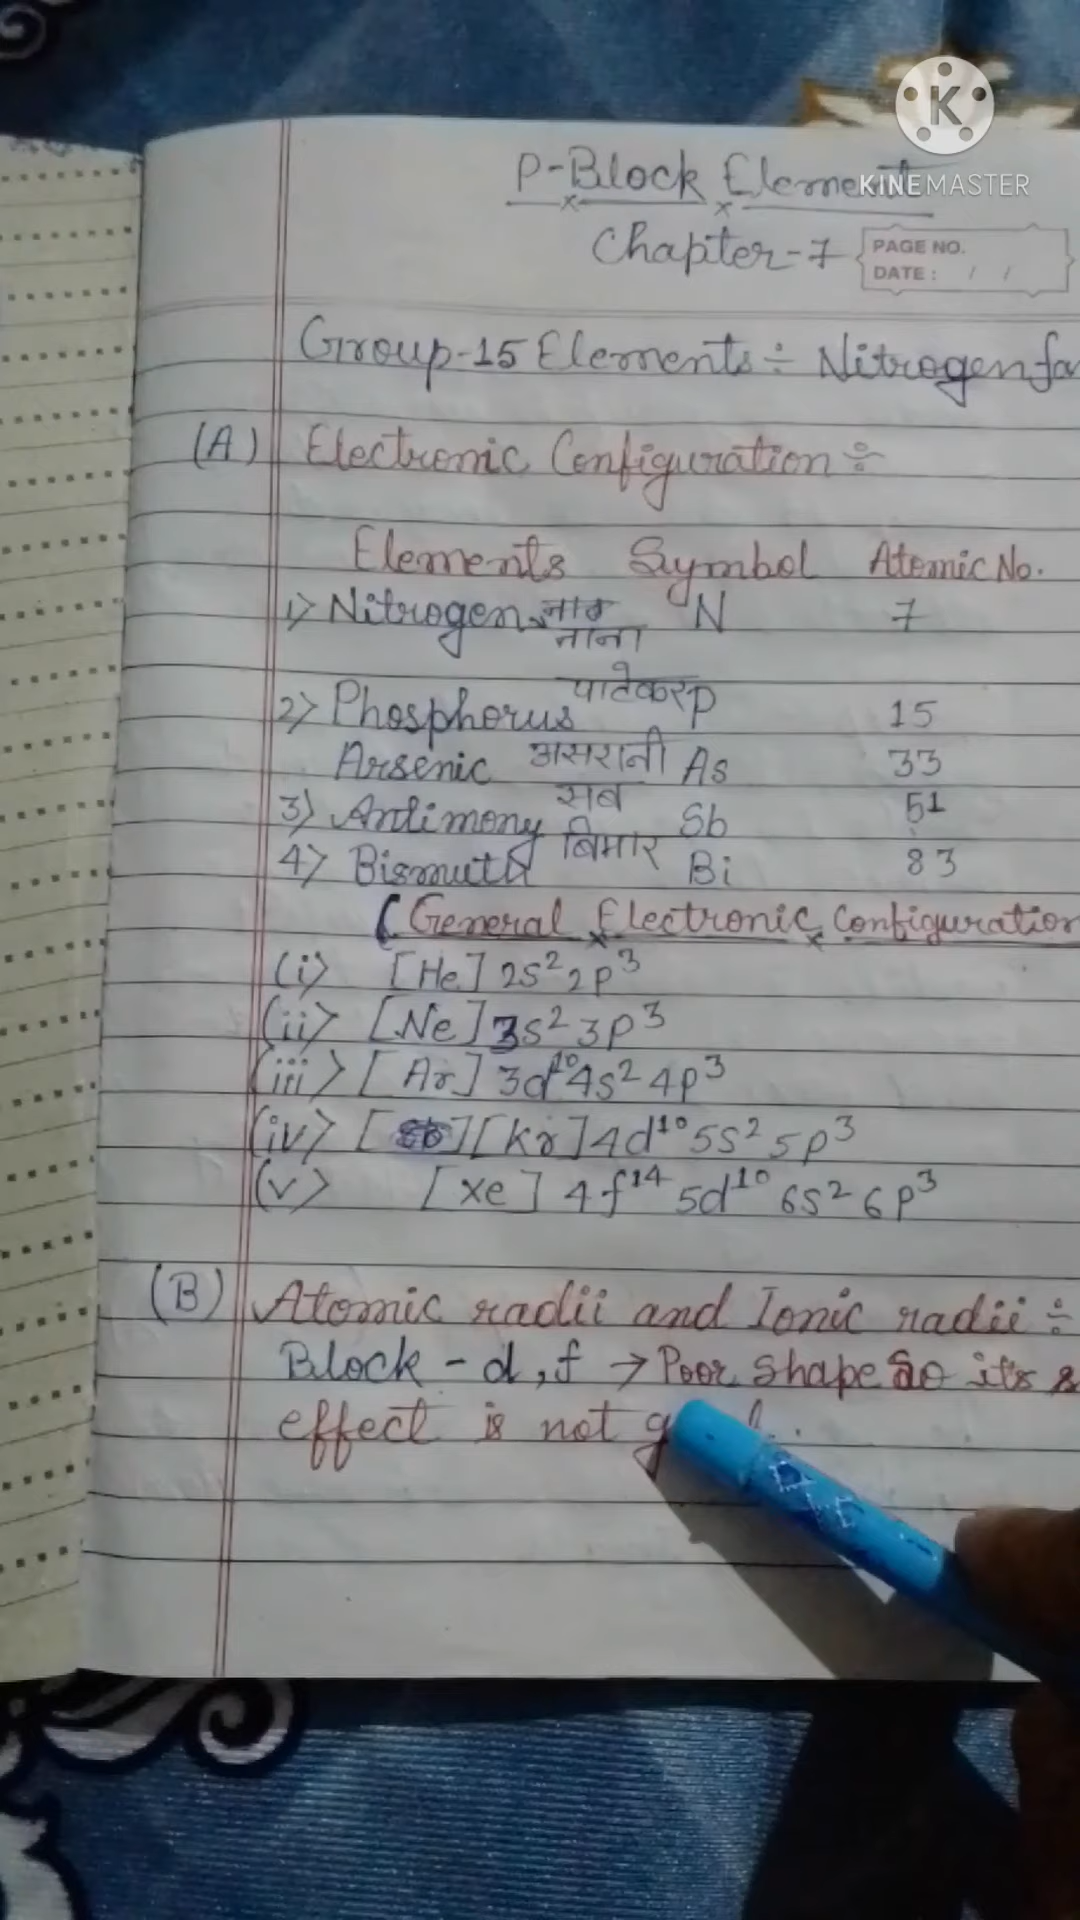 KINEMASTER
P-Block Element
Chapter-7
PAGE NO.
DATE : / /
Group-15 Elements ÷ Nitrogen fa
(A) Electronic Configuration ÷
Elements Symbol Atomic No.
1) Nitrogen N 7
नाना
पाटेकर
2) Phosphorus P 15
Arsenic असरानी As 33
सब
3) Antimony Sb 51
बिमार
4) Bismuth Bi 83
(General Electronic Configuration
(i) [He] 2s² 2p³
(ii) [Ne] 3s² 3p³
(iii) [Ar] 3d¹⁰ 4s² 4p³
(iv) [Kr] 4d¹⁰ 5s² 5p³
(v) [xe] 4f¹⁴ 5d¹⁰ 6s² 6p³
(B) Atomic radii and Ionic radii ÷
Block - d, f → Poor shape so its
effect is not